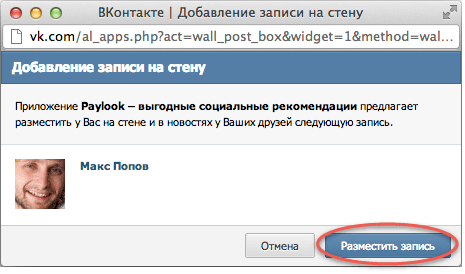 ВКонтакте | Добавление записи на стену
vk.com/al_apps.php?act=wall_post_box&widget=1&method=wal...
Добавление записи на стену
Приложение Paylook – выгодные социальные рекомендации предлагает
разместить у Вас на стене и в новостях у Ваших друзей следующую запись.
Макс Попов
Отмена
Разместить запись